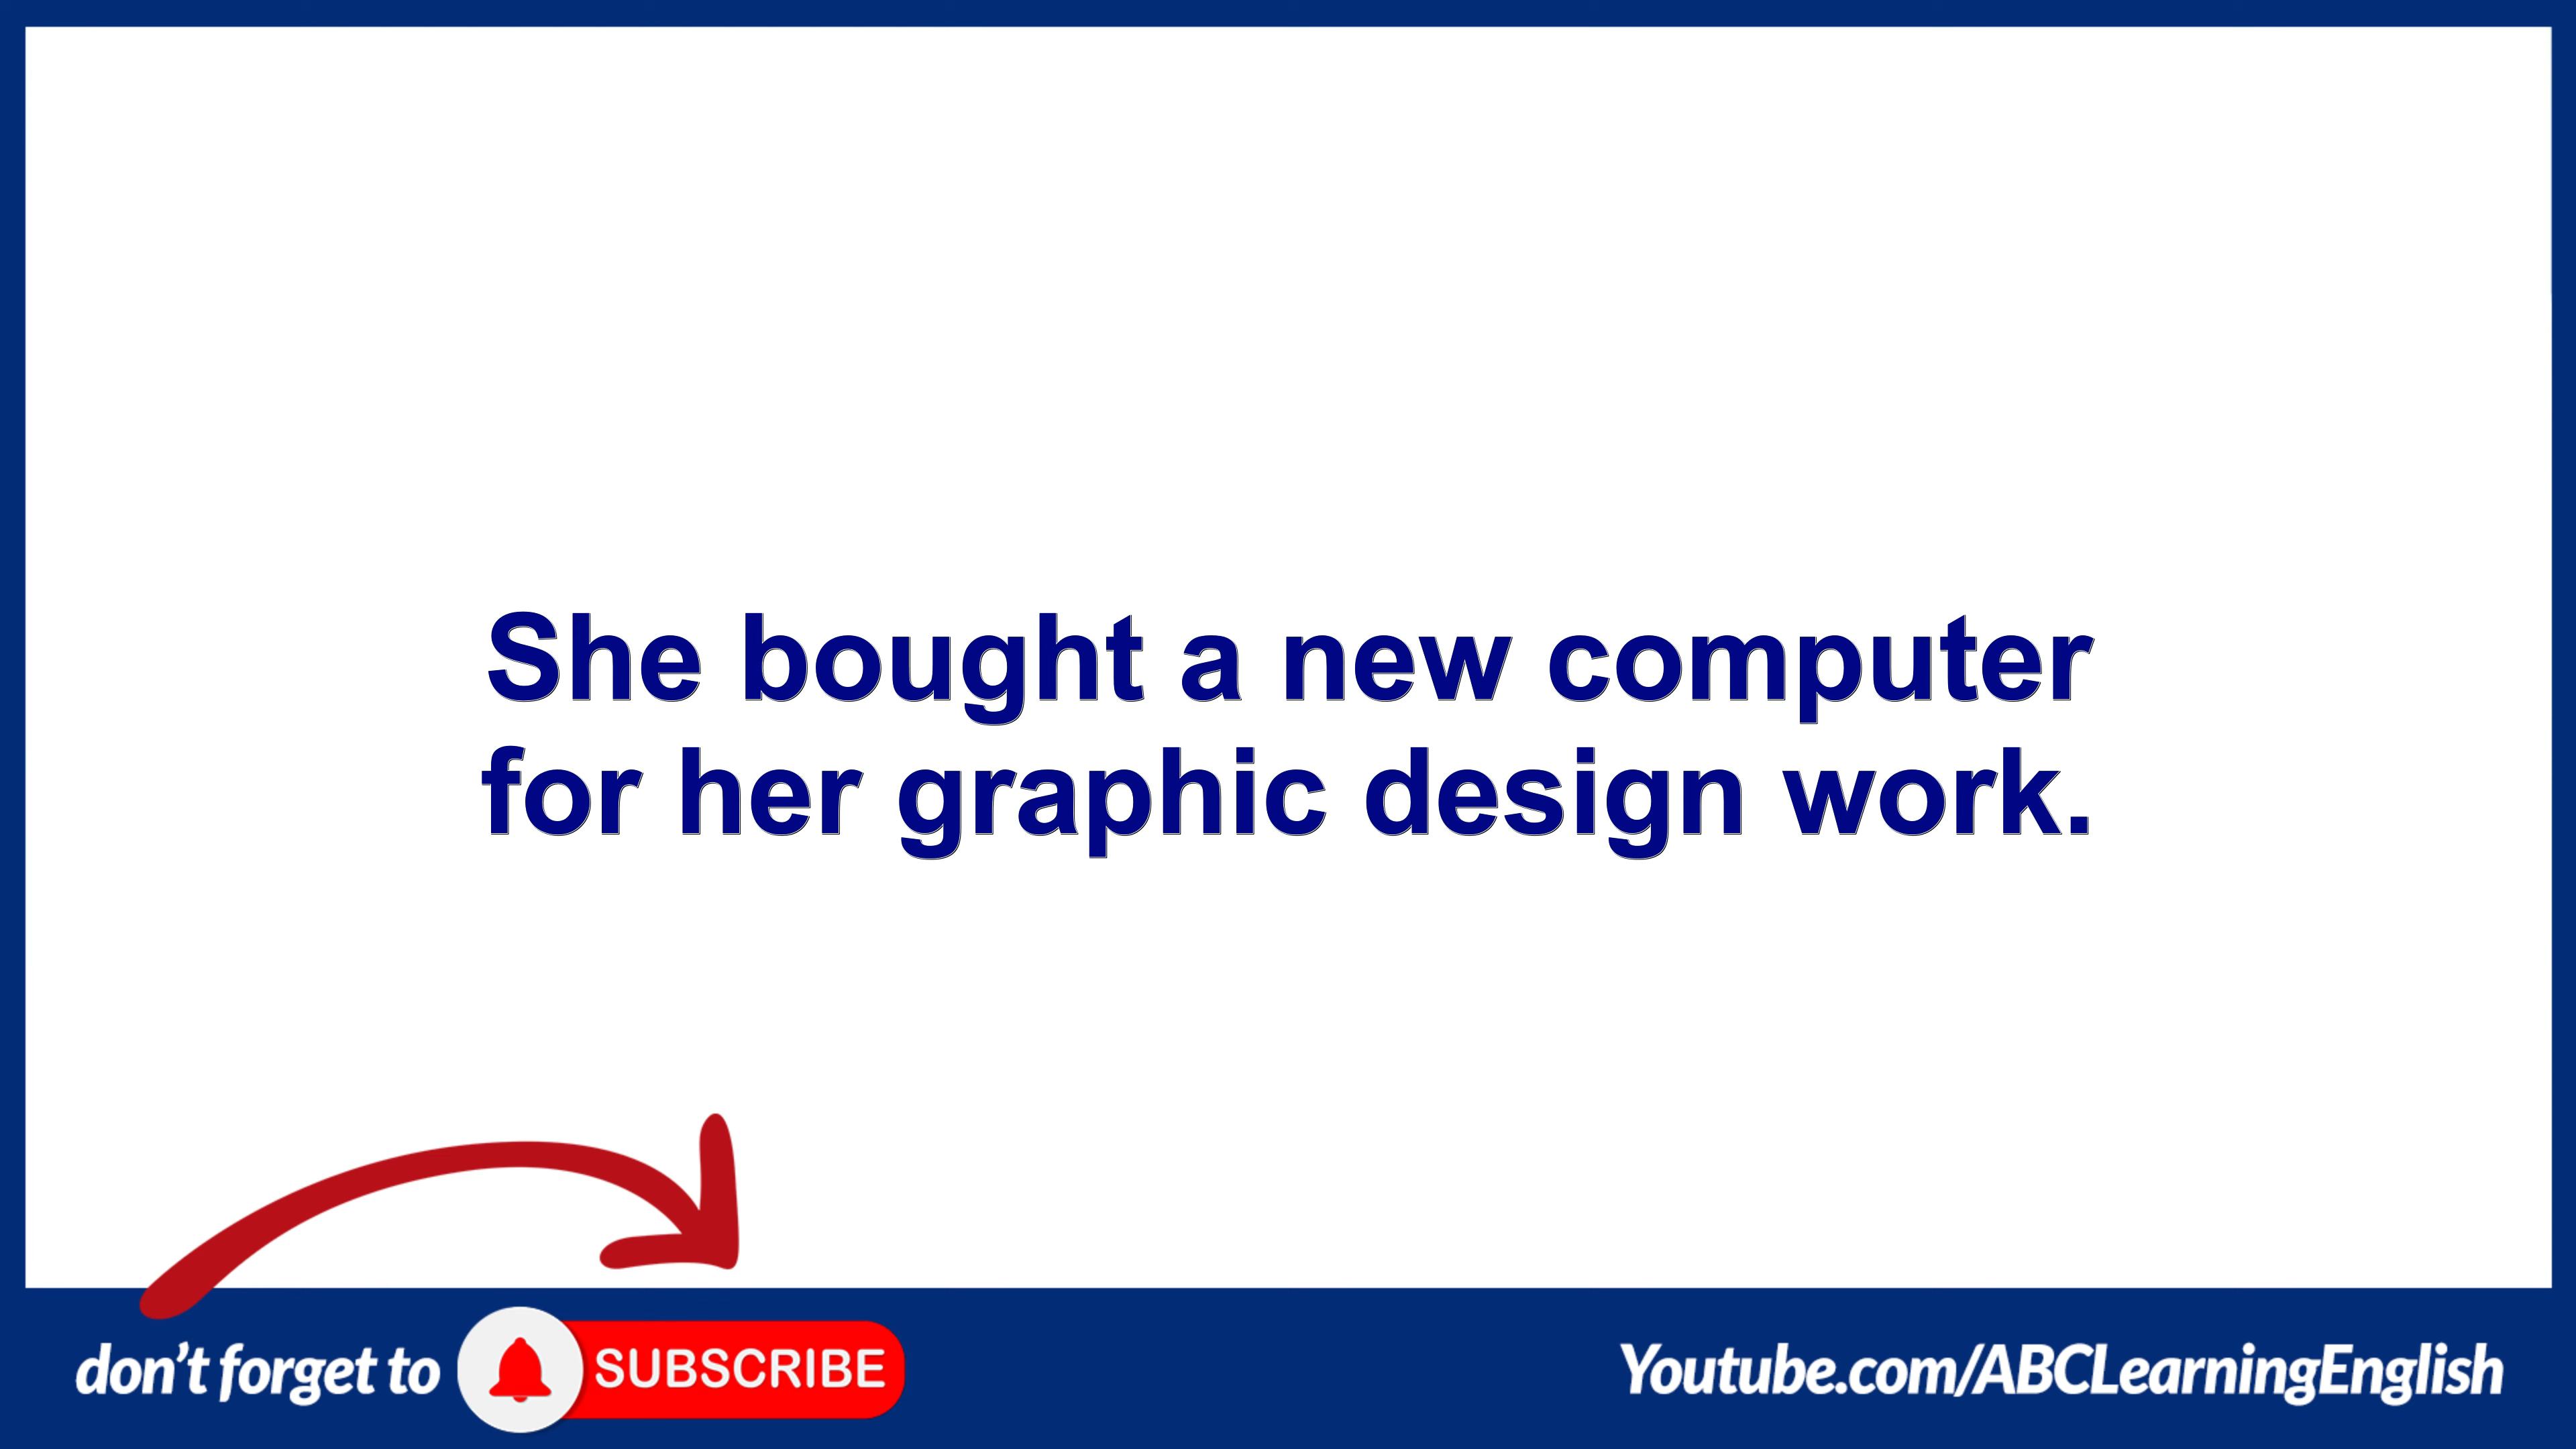 She bought a new computer
for her graphic design work.
don't forget to SUBSCRIBE
Youtube.com/ABCLearningEnglish